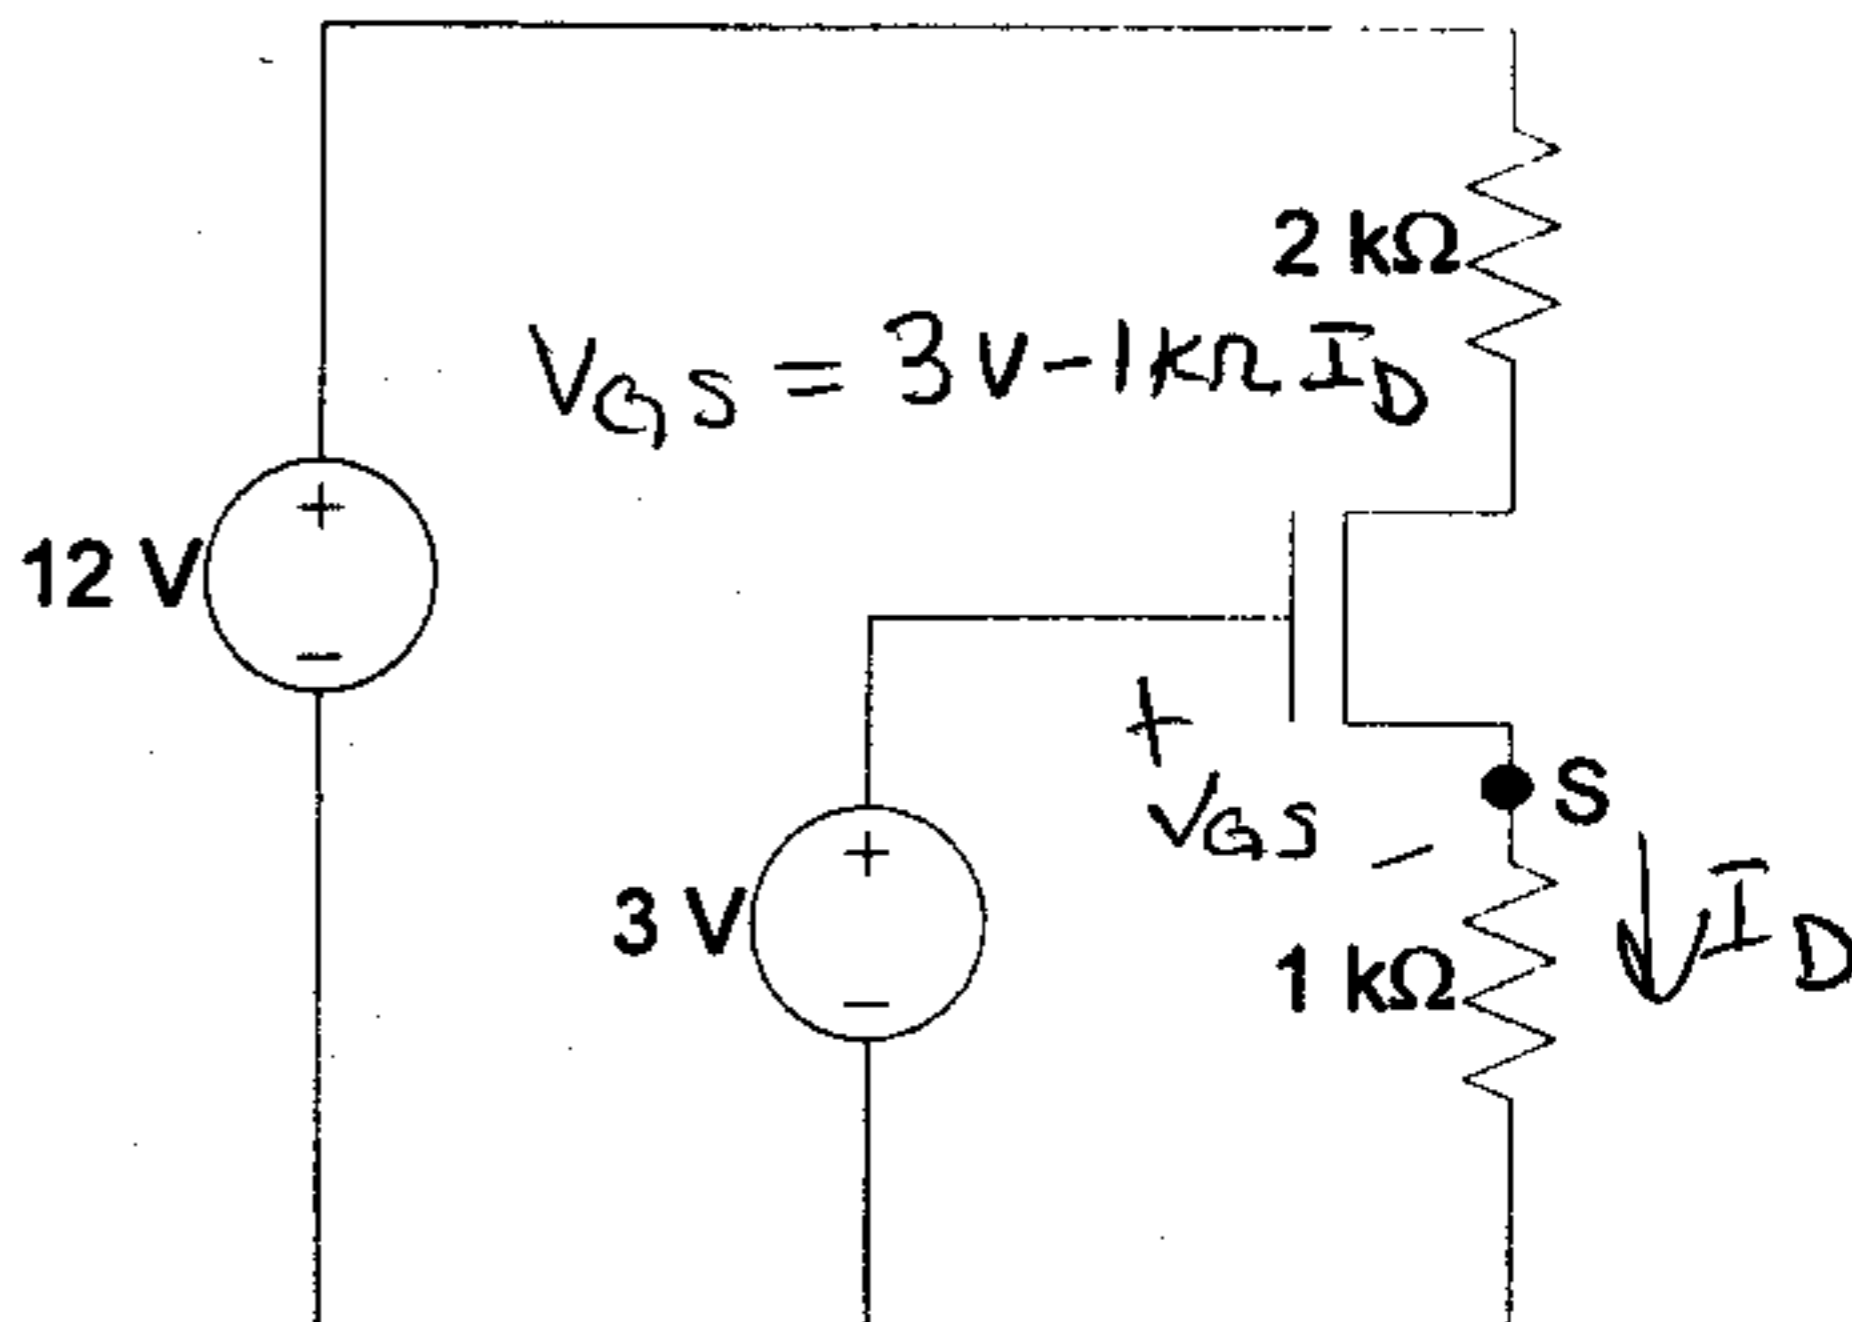 2 kΩ
V_GS = 3V - 1kΩ I_D
+
12 V
−
+
V_GS
−
S
+
3 V
−
1 kΩ
I_D